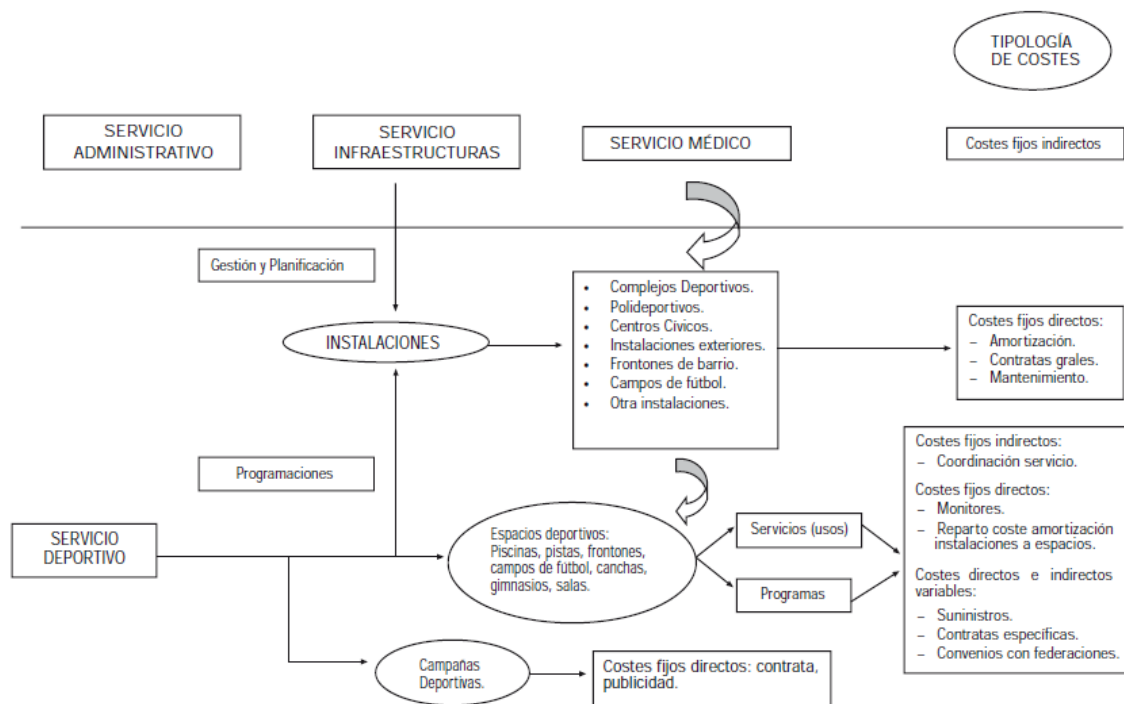 TIPOLOGÍA
DE COSTES
SERVICIO
ADMINISTRATIVO
SERVICIO
INFRAESTRUCTURAS
SERVICIO MÉDICO
Costes fijos indirectos
Gestión y Planificación
INSTALACIONES
• Complejos Deportivos.
• Polideportivos.
• Centros Cívicos.
• Instalaciones exteriores.
• Frontones de barrio.
• Campos de fútbol.
• Otra instalaciones.
Costes fijos directos:
– Amortización.
– Contratas grales.
– Mantenimiento.
Programaciones
SERVICIO
DEPORTIVO
Espacios deportivos:
Piscinas, pistas, frontones,
campos de fútbol, canchas,
gimnasios, salas.
Servicios (usos)
Programas
Costes fijos indirectos:
– Coordinación servicio.
Costes fijos directos:
– Monitores.
– Reparto coste amortización
instalaciones a espacios.
Costes directos e indirectos
variables:
– Suninistros.
– Contratas específicas.
– Convenios con federaciones.
Campañas
Deportivas.
Costes fijos directos: contrata,
publicidad.